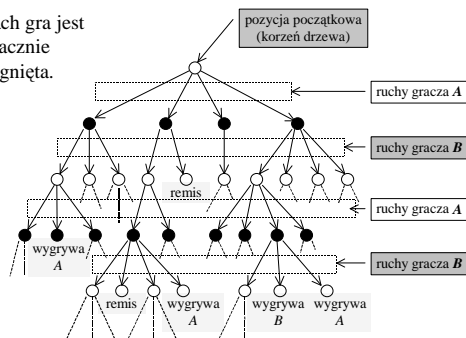 ach gra jest
acznie
gnięta.
pozycja początkowa
(korzeń drzewa)
ruchy gracza A
ruchy gracza B
remis
ruchy gracza A
wygrywa
A
ruchy gracza B
remis
wygrywa
A
wygrywa
B
wygrywa
A